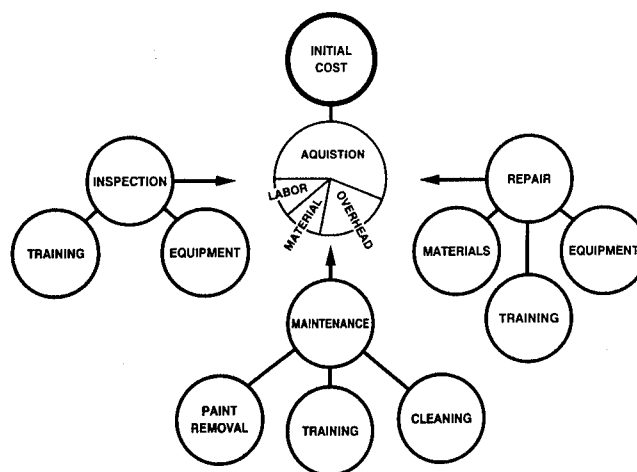 INITIAL
COST
AQUISTION
LABOR
MATERIAL
OVERHEAD
INSPECTION
TRAINING
EQUIPMENT
REPAIR
MATERIALS
EQUIPMENT
TRAINING
MAINTENANCE
PAINT
REMOVAL
TRAINING
CLEANING